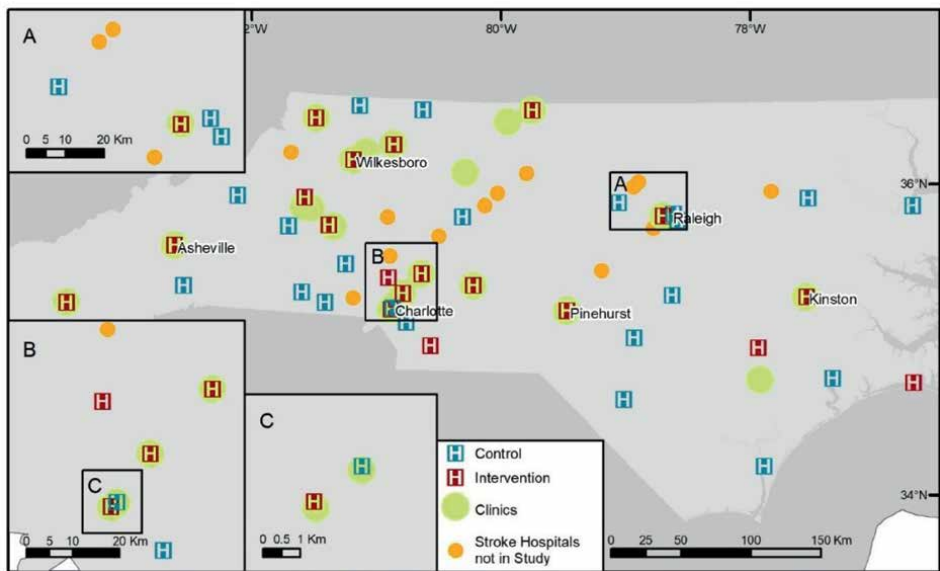 A
0 5 10 20 Km
2°W
80°W
78°W
36°N
34°N
Wilkesboro
Asheville
A
Raleigh
B
Charlotte
Pinehurst
Kinston
B
C
0 5 10 20 Km
C
0 0.5 1 Km
H Control
H Intervention
Clinics
Stroke Hospitals
not in Study
0 25 50 100 150 Km